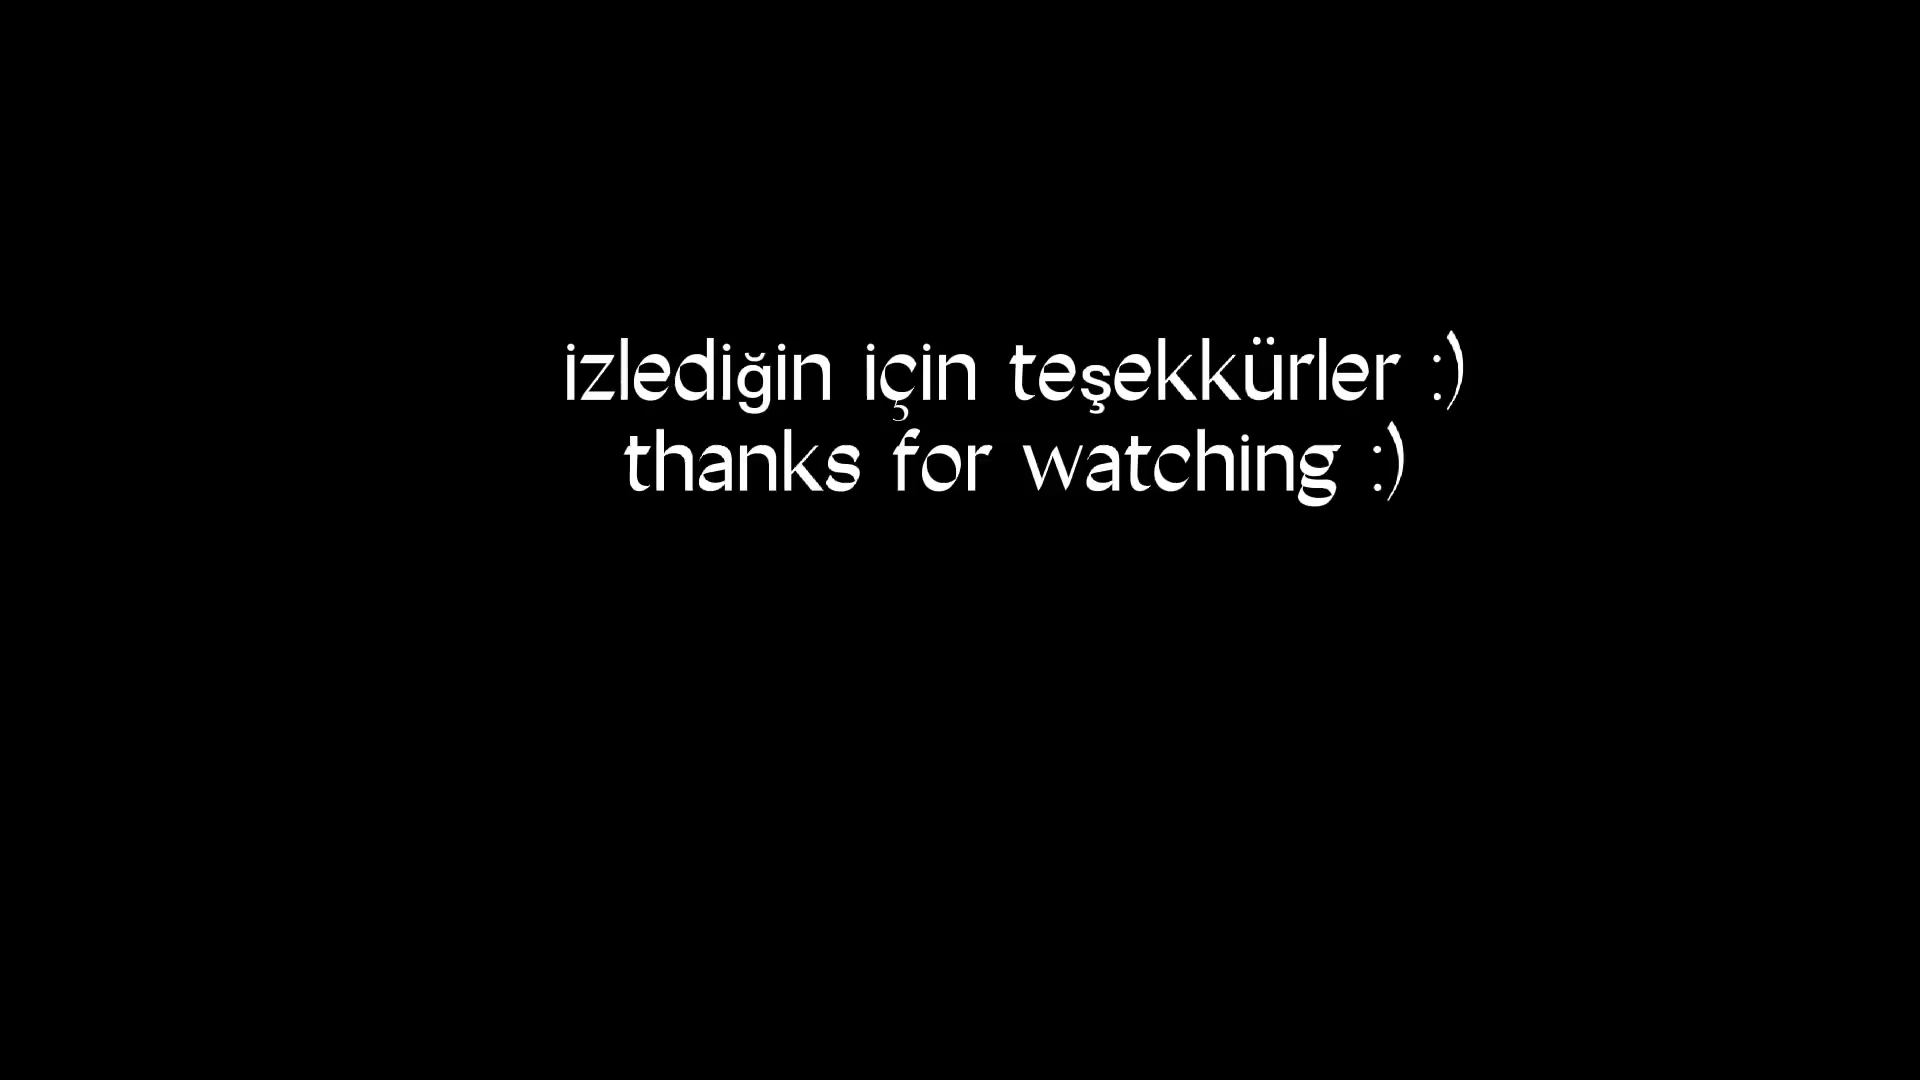 izlediğin için teşekkürler :)
thanks for watching :)